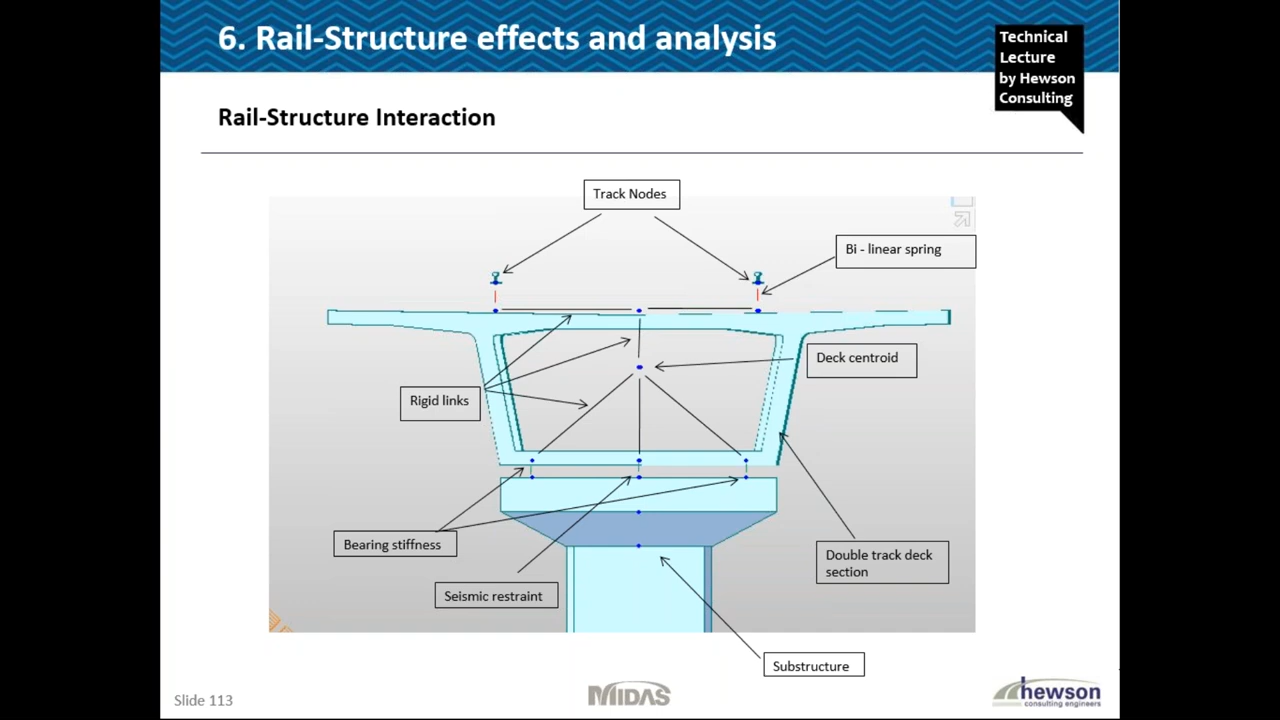 6. Rail-Structure effects and analysis
Technical
Lecture
by Hewson
Consulting
Rail-Structure Interaction
Track Nodes
Bi - linear spring
Deck centroid
Rigid links
Bearing stiffness
Double track deck
section
Seismic restraint
Substructure
Slide 113
MIDAS
hewson
consulting engineers